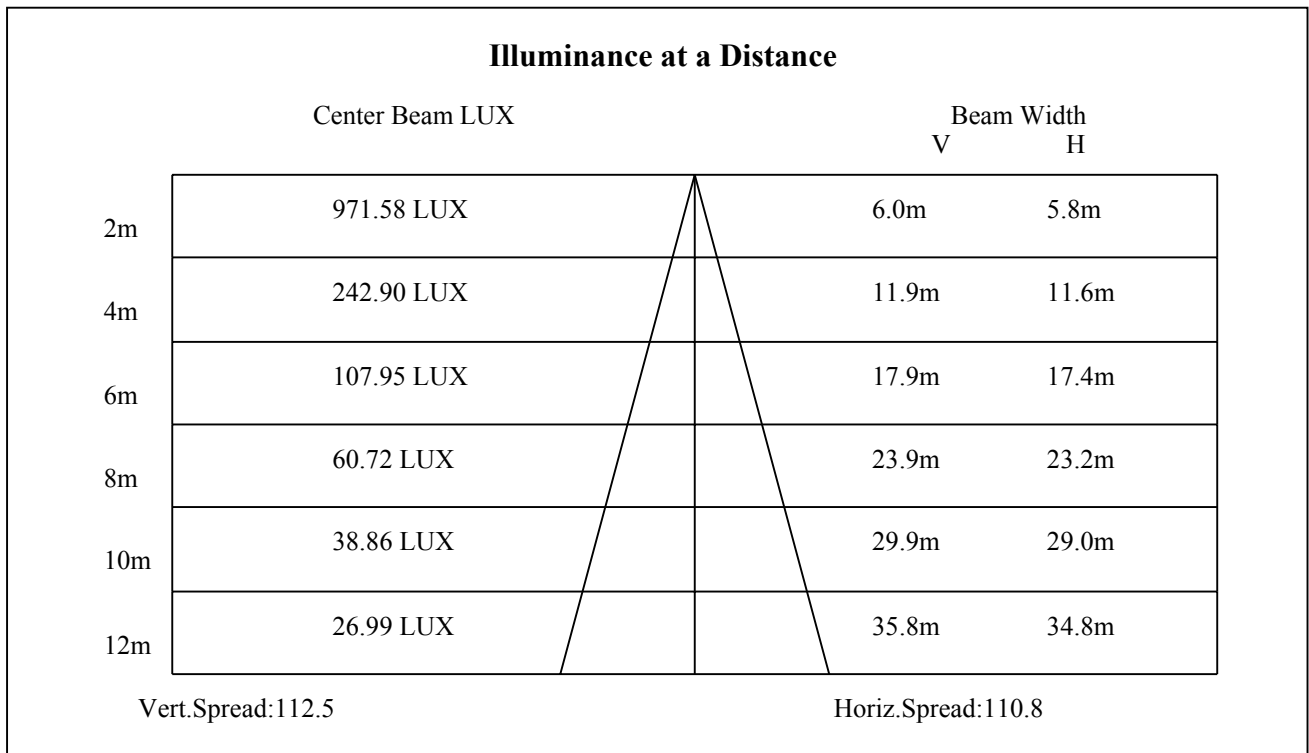 Illuminance at a Distance
Center Beam LUX Beam Width
V H
2m 971.58 LUX 6.0m 5.8m
4m 242.90 LUX 11.9m 11.6m
6m 107.95 LUX 17.9m 17.4m
8m 60.72 LUX 23.9m 23.2m
10m 38.86 LUX 29.9m 29.0m
12m 26.99 LUX 35.8m 34.8m
Vert.Spread:112.5 Horiz.Spread:110.8